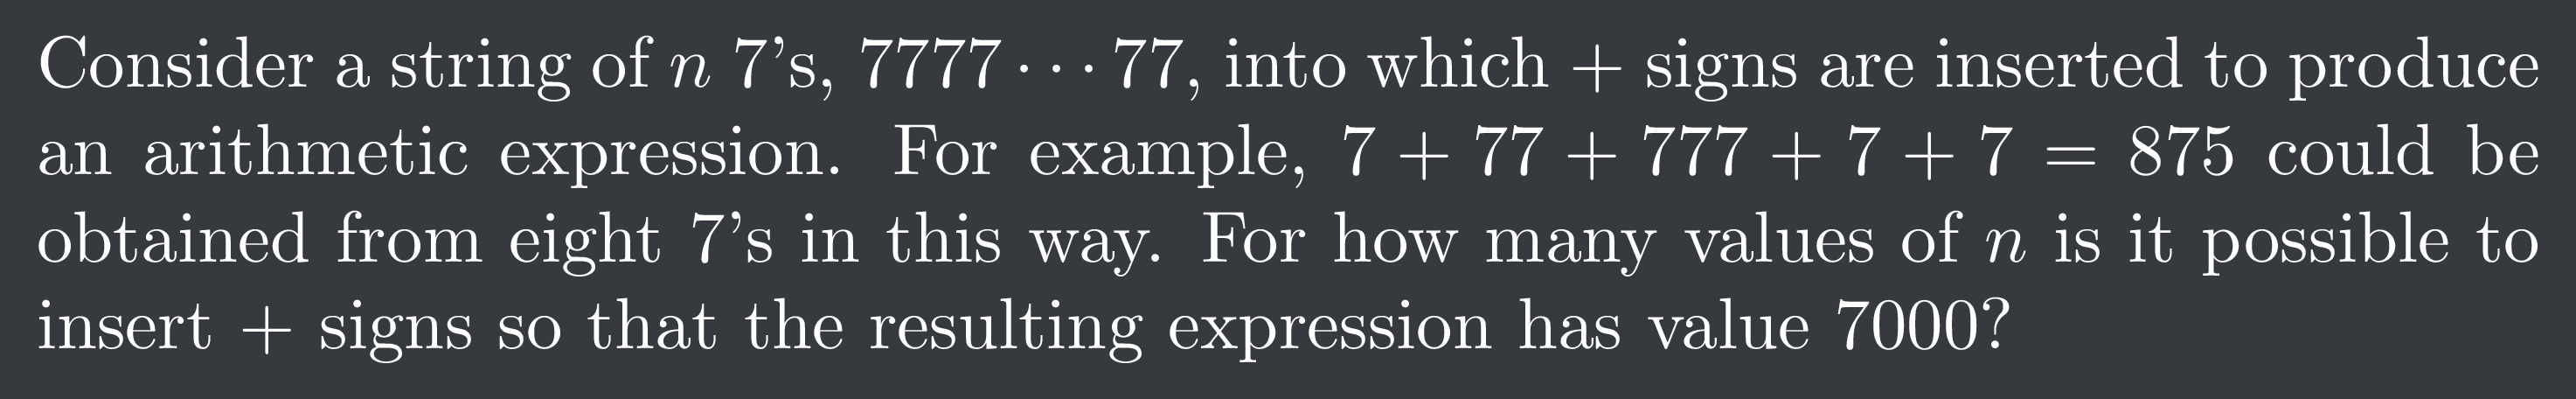 Consider a string of n 7's, 7777 ⋯ 77, into which + signs are inserted to produce
an arithmetic expression. For example, 7 + 77 + 777 + 7 + 7 = 875 could be
obtained from eight 7's in this way. For how many values of n is it possible to
insert + signs so that the resulting expression has value 7000?